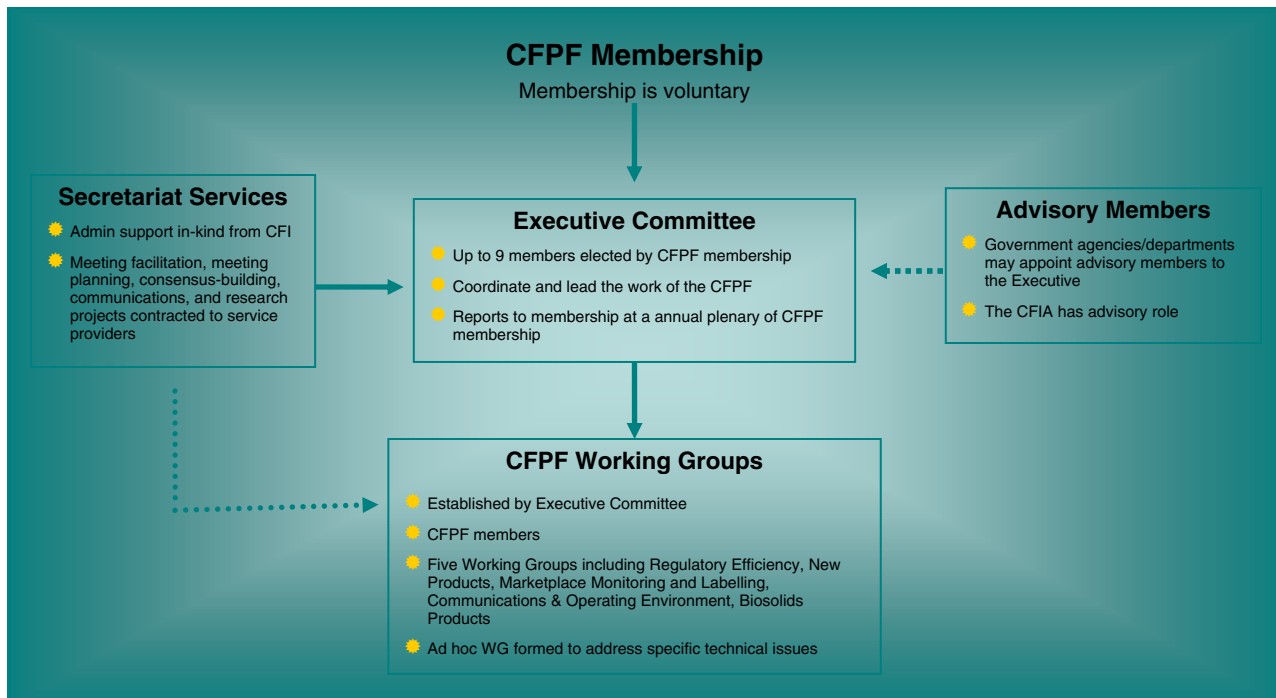 CFPF Membership
Membership is voluntary
Secretariat Services
Admin support in-kind from CFI
Meeting facilitation, meeting
planning, consensus-building,
communications, and research
projects contracted to service
providers
Executive Committee
Up to 9 members elected by CFPF membership
Coordinate and lead the work of the CFPF
Reports to membership at a annual plenary of CFPF
membership
Advisory Members
Government agencies/departments
may appoint advisory members to
the Executive
The CFIA has advisory role
CFPF Working Groups
Established by Executive Committee
CFPF members
Five Working Groups including Regulatory Efficiency, New
Products, Marketplace Monitoring and Labelling,
Communications & Operating Environment, Biosolids
Products
Ad hoc WG formed to address specific technical issues